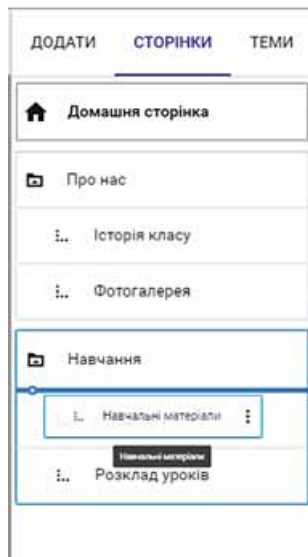 ДОДАТИ СТОРІНКИ ТЕМИ
Домашня сторінка
Про нас
Історія класу
Фотогалерея
Навчання
Навчальні матеріали
Навчальні матеріали
Розклад уроків